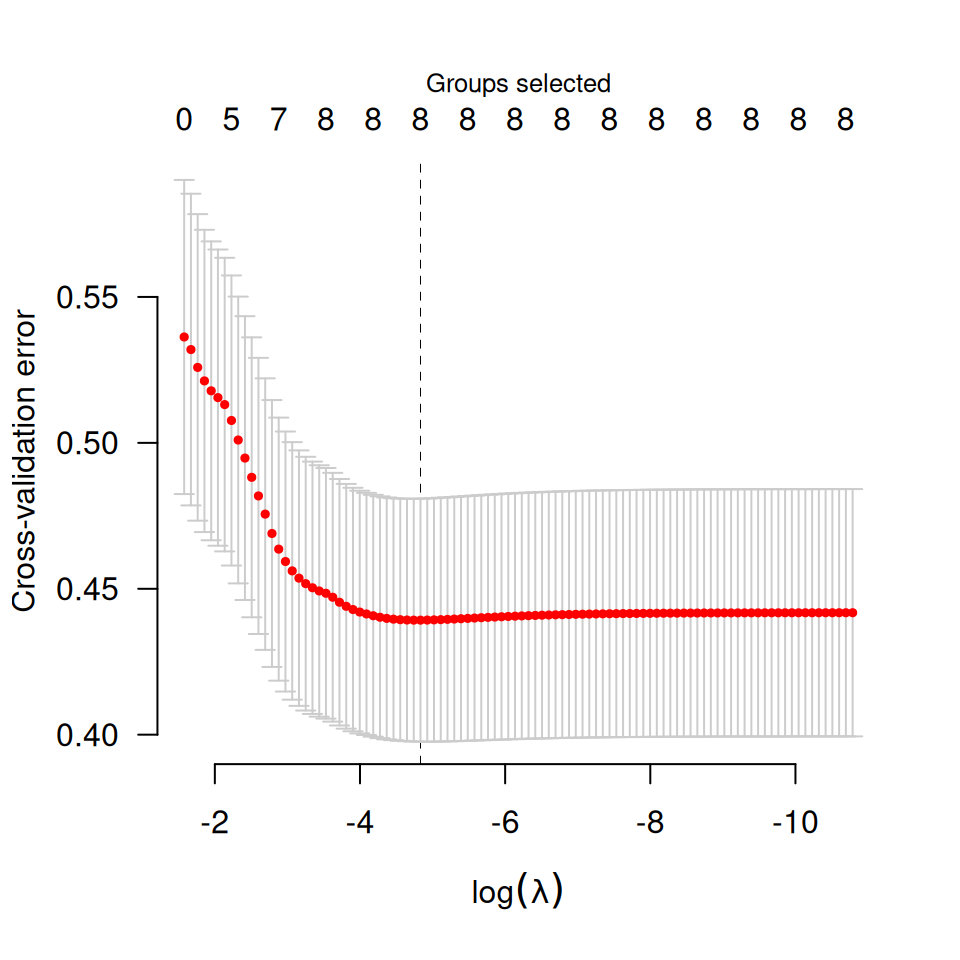 Groups selected
0 5 7 8 8 8 8 8 8 8 8 8 8 8 8
Cross-validation error
0.55
0.50
0.45
0.40
-2 -4 -6 -8 -10
log(λ)